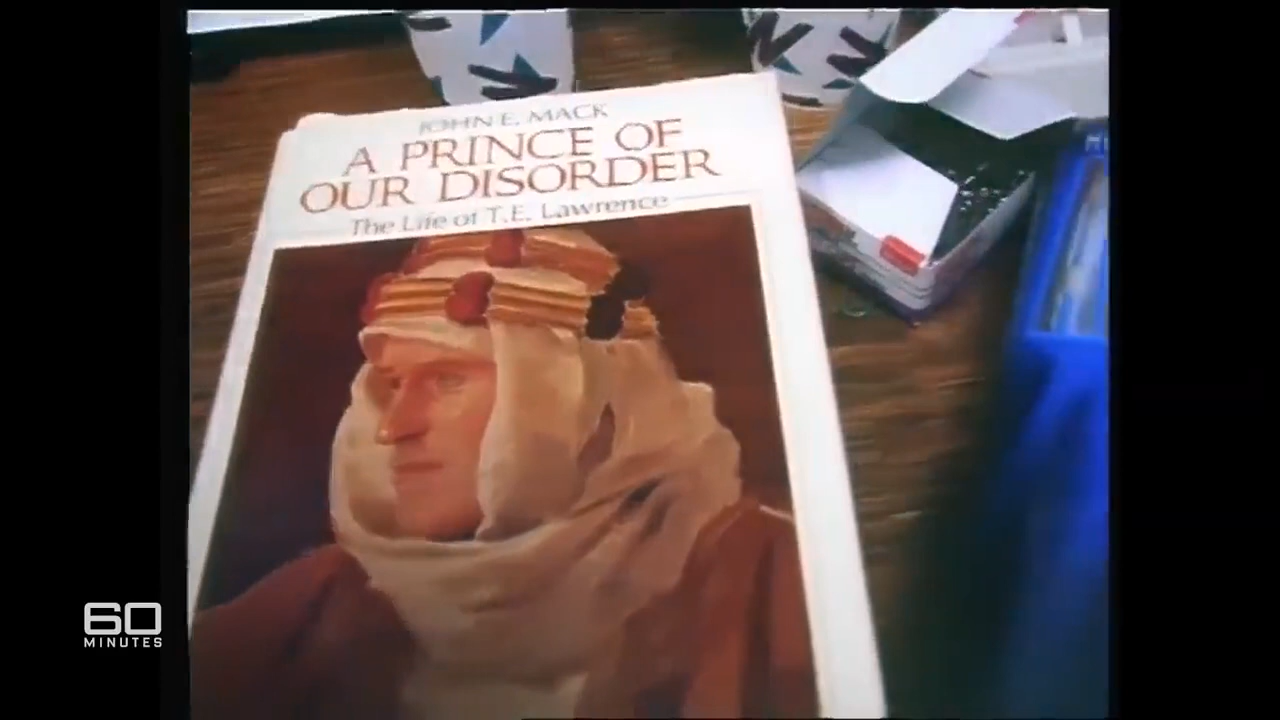 JOHN E. MACK
A PRINCE OF
OUR DISORDER
The Life of T.E. Lawrence
60
MINUTES